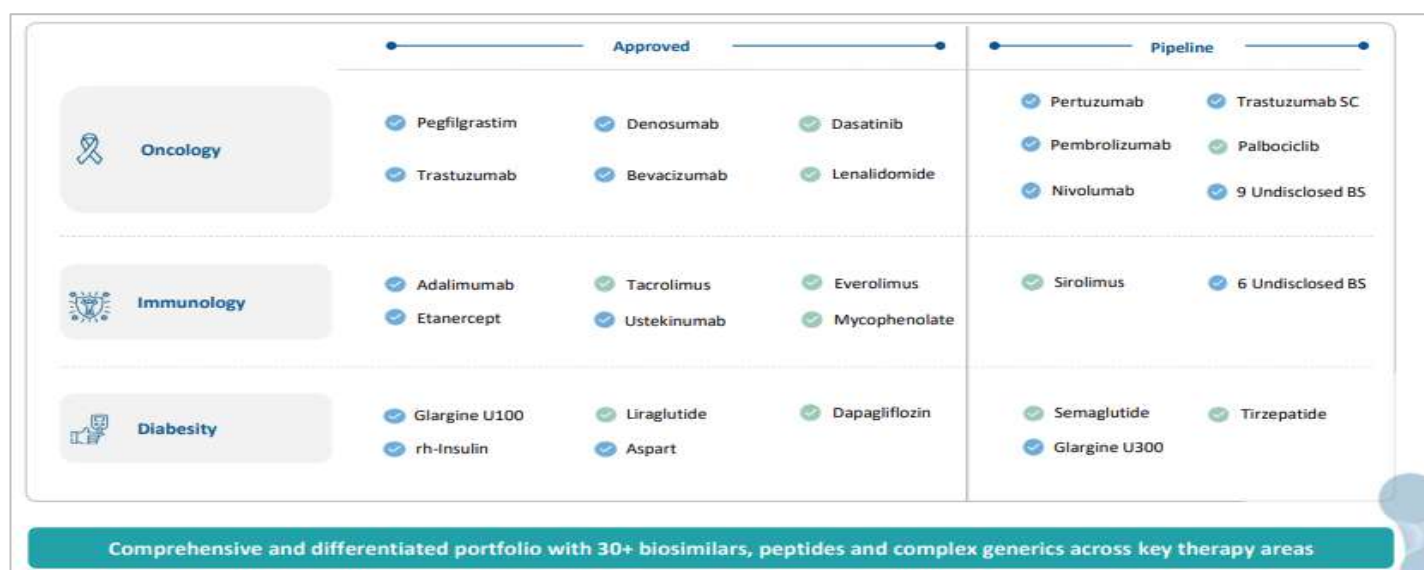 Approved
Pipeline
Oncology
Pegfilgrastim
Denosumab
Dasatinib
Trastuzumab
Bevacizumab
Lenalidomide
Pertuzumab
Trastuzumab SC
Pembrolizumab
Palbociclib
Nivolumab
9 Undisclosed BS
Immunology
Adalimumab
Tacrolimus
Everolimus
Etanercept
Ustekinumab
Mycophenolate
Sirolimus
6 Undisclosed BS
Diabesity
Glargine U100
Liraglutide
Dapagliflozin
rh-Insulin
Aspart
Semaglutide
Tirzepatide
Glargine U300
Comprehensive and differentiated portfolio with 30+ biosimilars, peptides and complex generics across key therapy areas